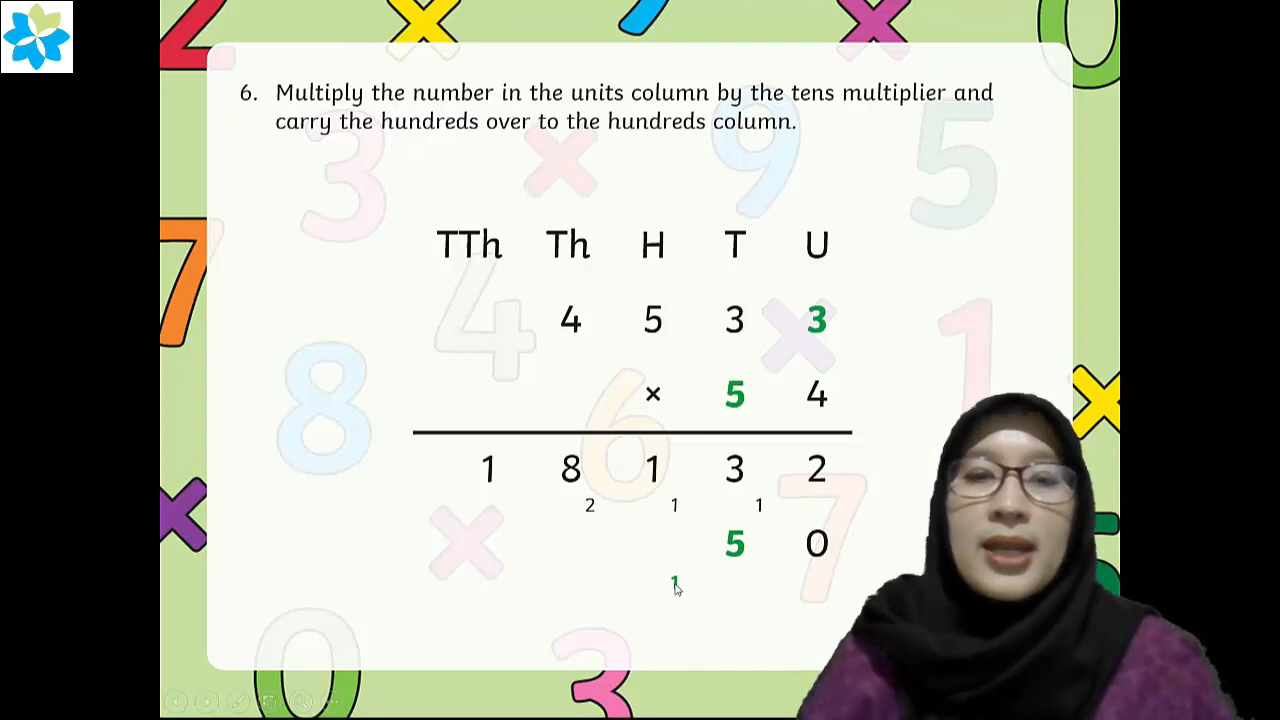 6. Multiply the number in the units column by the tens multiplier and
carry the hundreds over to the hundreds column.
TTh Th H T U
4 5 3 3
× 5 4
1 8 1 3 2
2 1 1
5 0
1